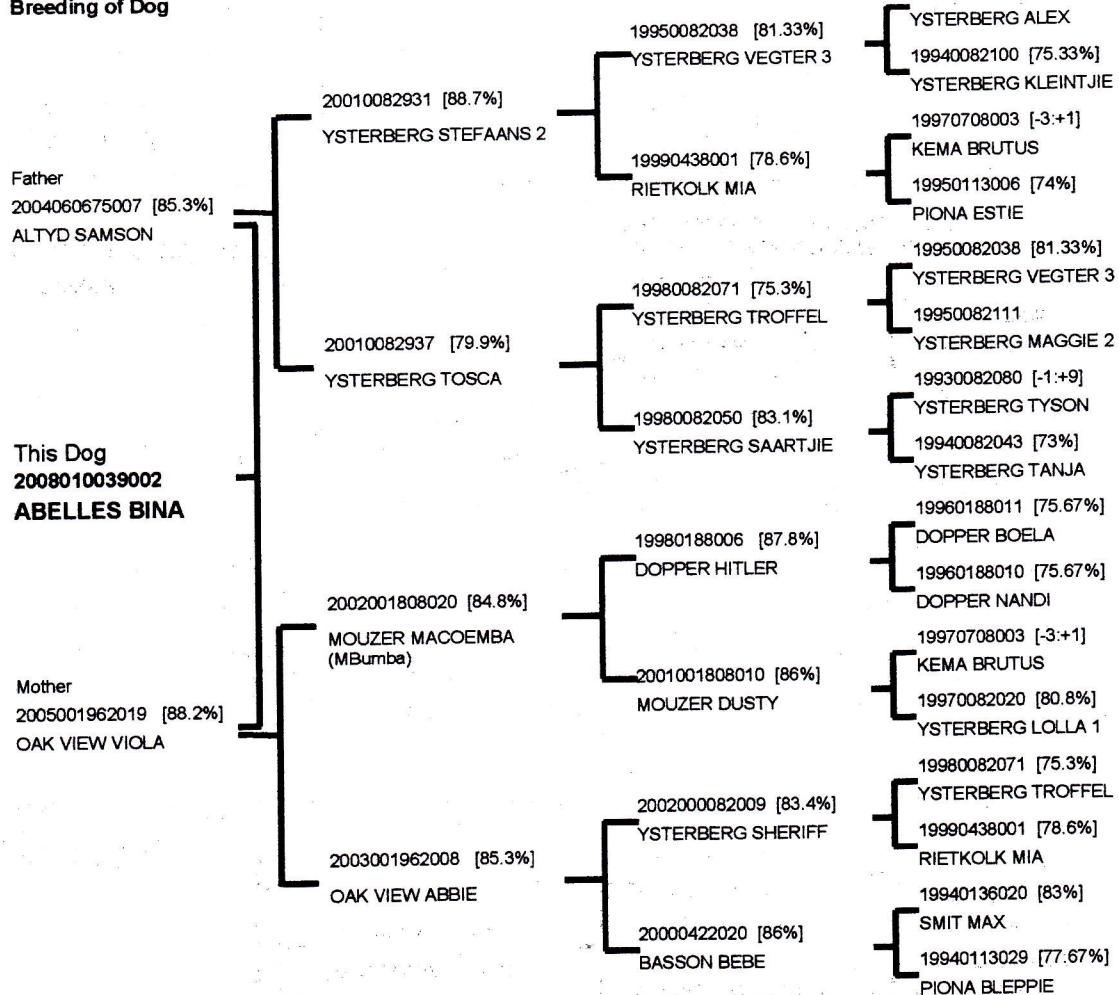 Breeding of Dog
Father
2004060675007 [85.3%]
ALTYD SAMSON
This Dog
2008010039002
ABELLES BINA
Mother
2005001962019 [88.2%]
OAK VIEW VIOLA
20010082931 [88.7%]
YSTERBERG STEFAANS 2
20010082937 [79.9%]
YSTERBERG TOSCA
2002001808020 [84.8%]
MOUZER MACOEMBA
(MBumba)
2003001962008 [85.3%]
OAK VIEW ABBIE
19950082038 [81.33%]
YSTERBERG VEGTER 3
19990438001 [78.6%]
RIETKOLK MIA
19980082071 [75.3%]
YSTERBERG TROFFEL
19980082050 [83.1%]
YSTERBERG SAARTJIE
19980188006 [87.8%]
DOPPER HITLER
2001001808010 [86%]
MOUZER DUSTY
2002000082009 [83.4%]
YSTERBERG SHERIFF
20000422020 [86%]
BASSON BEBE
YSTERBERG ALEX
19940082100 [75.33%]
YSTERBERG KLEINTJIE
19970708003 [-3:+1]
KEMA BRUTUS
19950113006 [74%]
PIONA ESTIE
19950082038 [81.33%]
YSTERBERG VEGTER 3
19950082111
YSTERBERG MAGGIE 2
19930082080 [-1:+9]
YSTERBERG TYSON
19940082043 [73%]
YSTERBERG TANJA
19960188011 [75.67%]
DOPPER BOELA
19960188010 [75.67%]
DOPPER NANDI
19970708003 [-3:+1]
KEMA BRUTUS
19970082020 [80.8%]
YSTERBERG LOLLA 1
19980082071 [75.3%]
YSTERBERG TROFFEL
19990438001 [78.6%]
RIETKOLK MIA
19940136020 [83%]
SMIT MAX
19940113029 [77.67%]
PIONA BLEPPIE